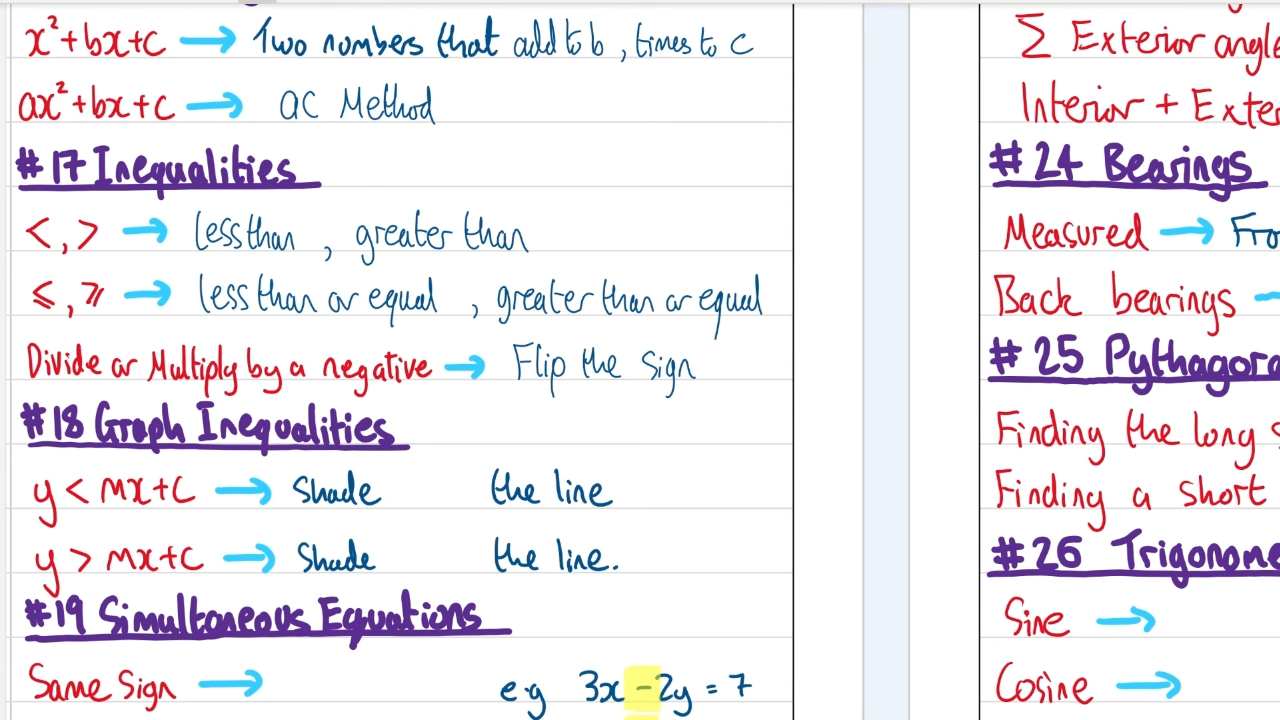 x²+bx+c → Two numbers that add to b, times to c
ax²+bx+c → ac Method
#17 Inequalities
<, > → less than, greater than
⩽, ⩾ → less than or equal, greater than or equal
Divide or Multiply by a negative → Flip the sign
#18 Graph Inequalities
y < mx+c → Shade the line
y > mx+c → Shade the line.
#19 Simultaneous Equations
Same Sign → e.g 3x - 2y = 7
Σ Exterior angle
Interior + Exter
#24 Bearings
Measured → Fro
Back bearings →
#25 Pythagora
Finding the long s
Finding a short
#26 Trigonome
Sine →
Cosine →